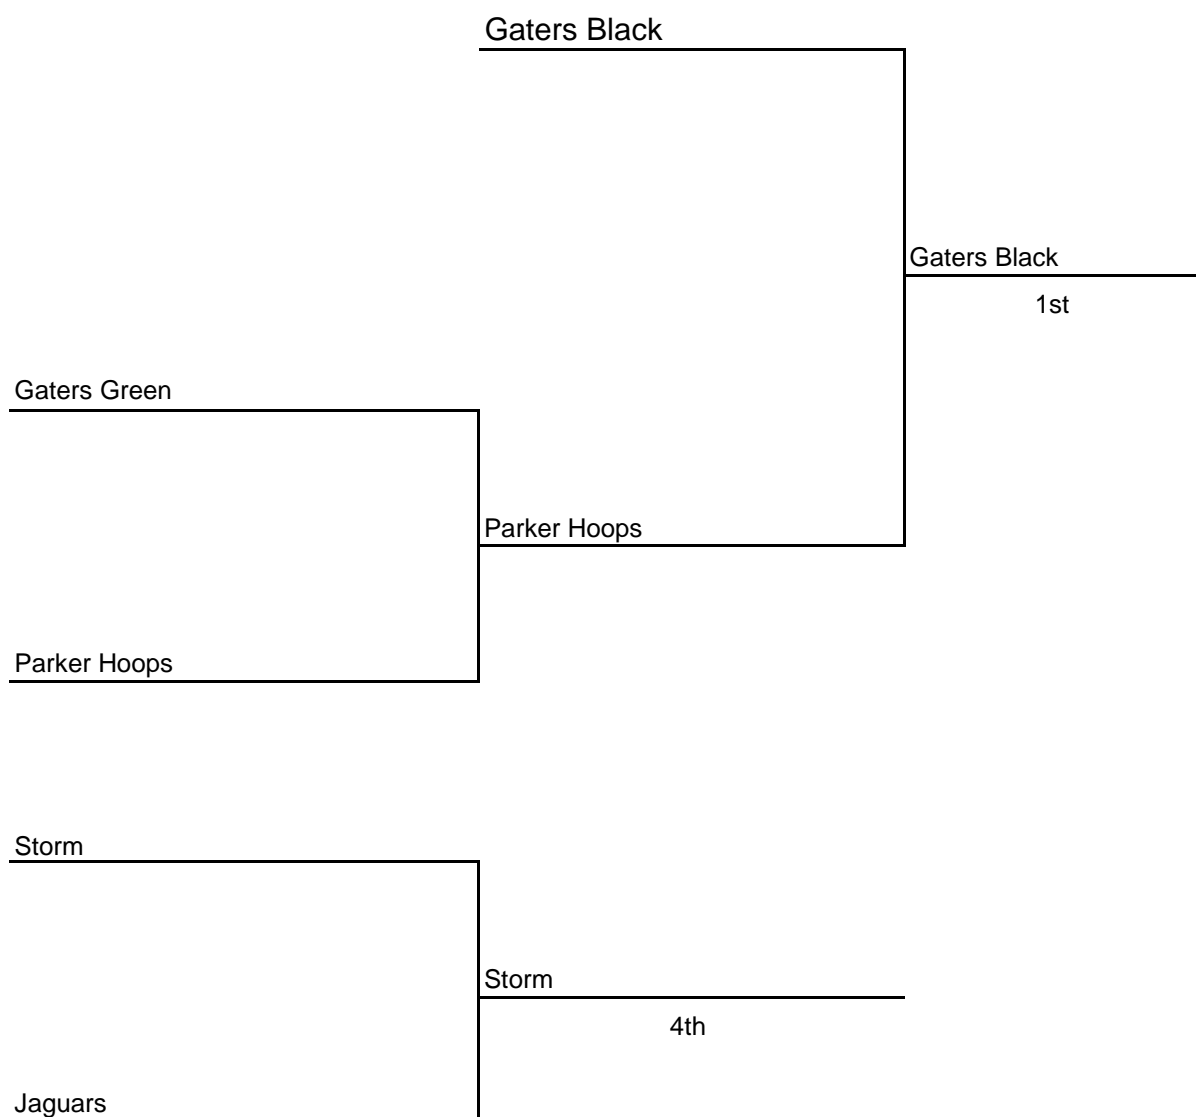 Gaters Black
Gaters Black
1st
Gaters Green
Parker Hoops
Parker Hoops
Storm
Storm
4th
Jaguars